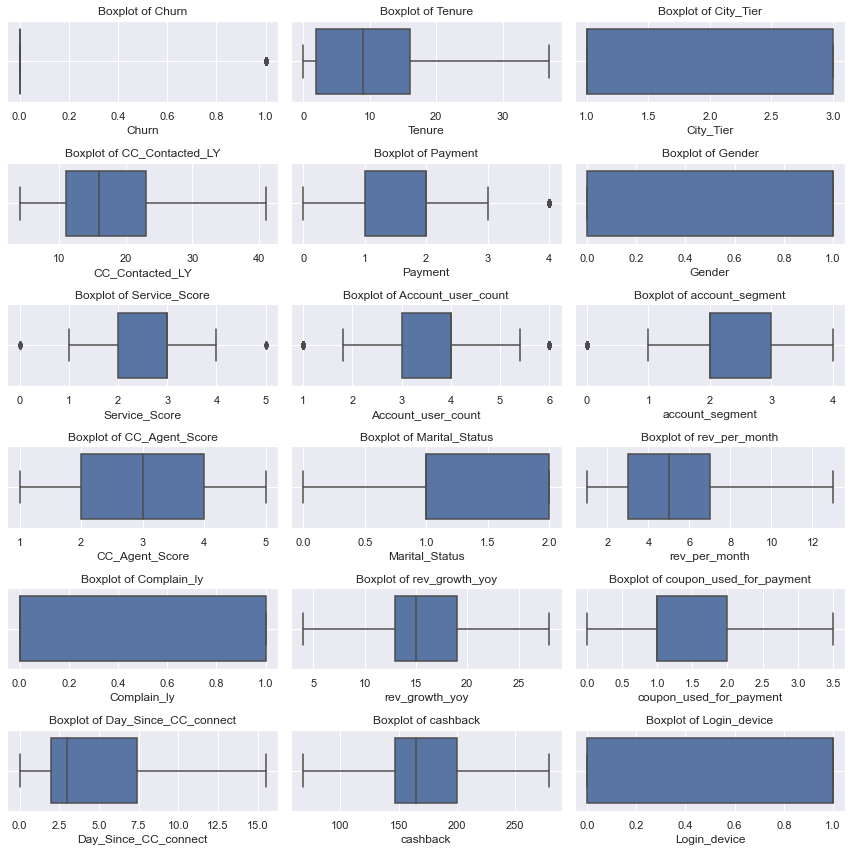 Boxplot of Churn
0.0 0.2 0.4 0.6 0.8 1.0
Churn
Boxplot of Tenure
0 10 20 30
Tenure
Boxplot of City_Tier
1.0 1.5 2.0 2.5 3.0
City_Tier
Boxplot of CC_Contacted_LY
10 20 30 40
CC_Contacted_LY
Boxplot of Payment
0 1 2 3 4
Payment
Boxplot of Gender
0.0 0.2 0.4 0.6 0.8 1.0
Gender
Boxplot of Service_Score
0 1 2 3 4 5
Service_Score
Boxplot of Account_user_count
1 2 3 4 5 6
Account_user_count
Boxplot of account_segment
0 1 2 3 4
account_segment
Boxplot of CC_Agent_Score
1 2 3 4 5
CC_Agent_Score
Boxplot of Marital_Status
0.0 0.5 1.0 1.5 2.0
Marital_Status
Boxplot of rev_per_month
2 4 6 8 10 12
rev_per_month
Boxplot of Complain_ly
0.0 0.2 0.4 0.6 0.8 1.0
Complain_ly
Boxplot of rev_growth_yoy
5 10 15 20 25
rev_growth_yoy
Boxplot of coupon_used_for_payment
0.0 0.5 1.0 1.5 2.0 2.5 3.0 3.5
coupon_used_for_payment
Boxplot of Day_Since_CC_connect
0.0 2.5 5.0 7.5 10.0 12.5 15.0
Day_Since_CC_connect
Boxplot of cashback
100 150 200 250
cashback
Boxplot of Login_device
0.0 0.2 0.4 0.6 0.8 1.0
Login_device